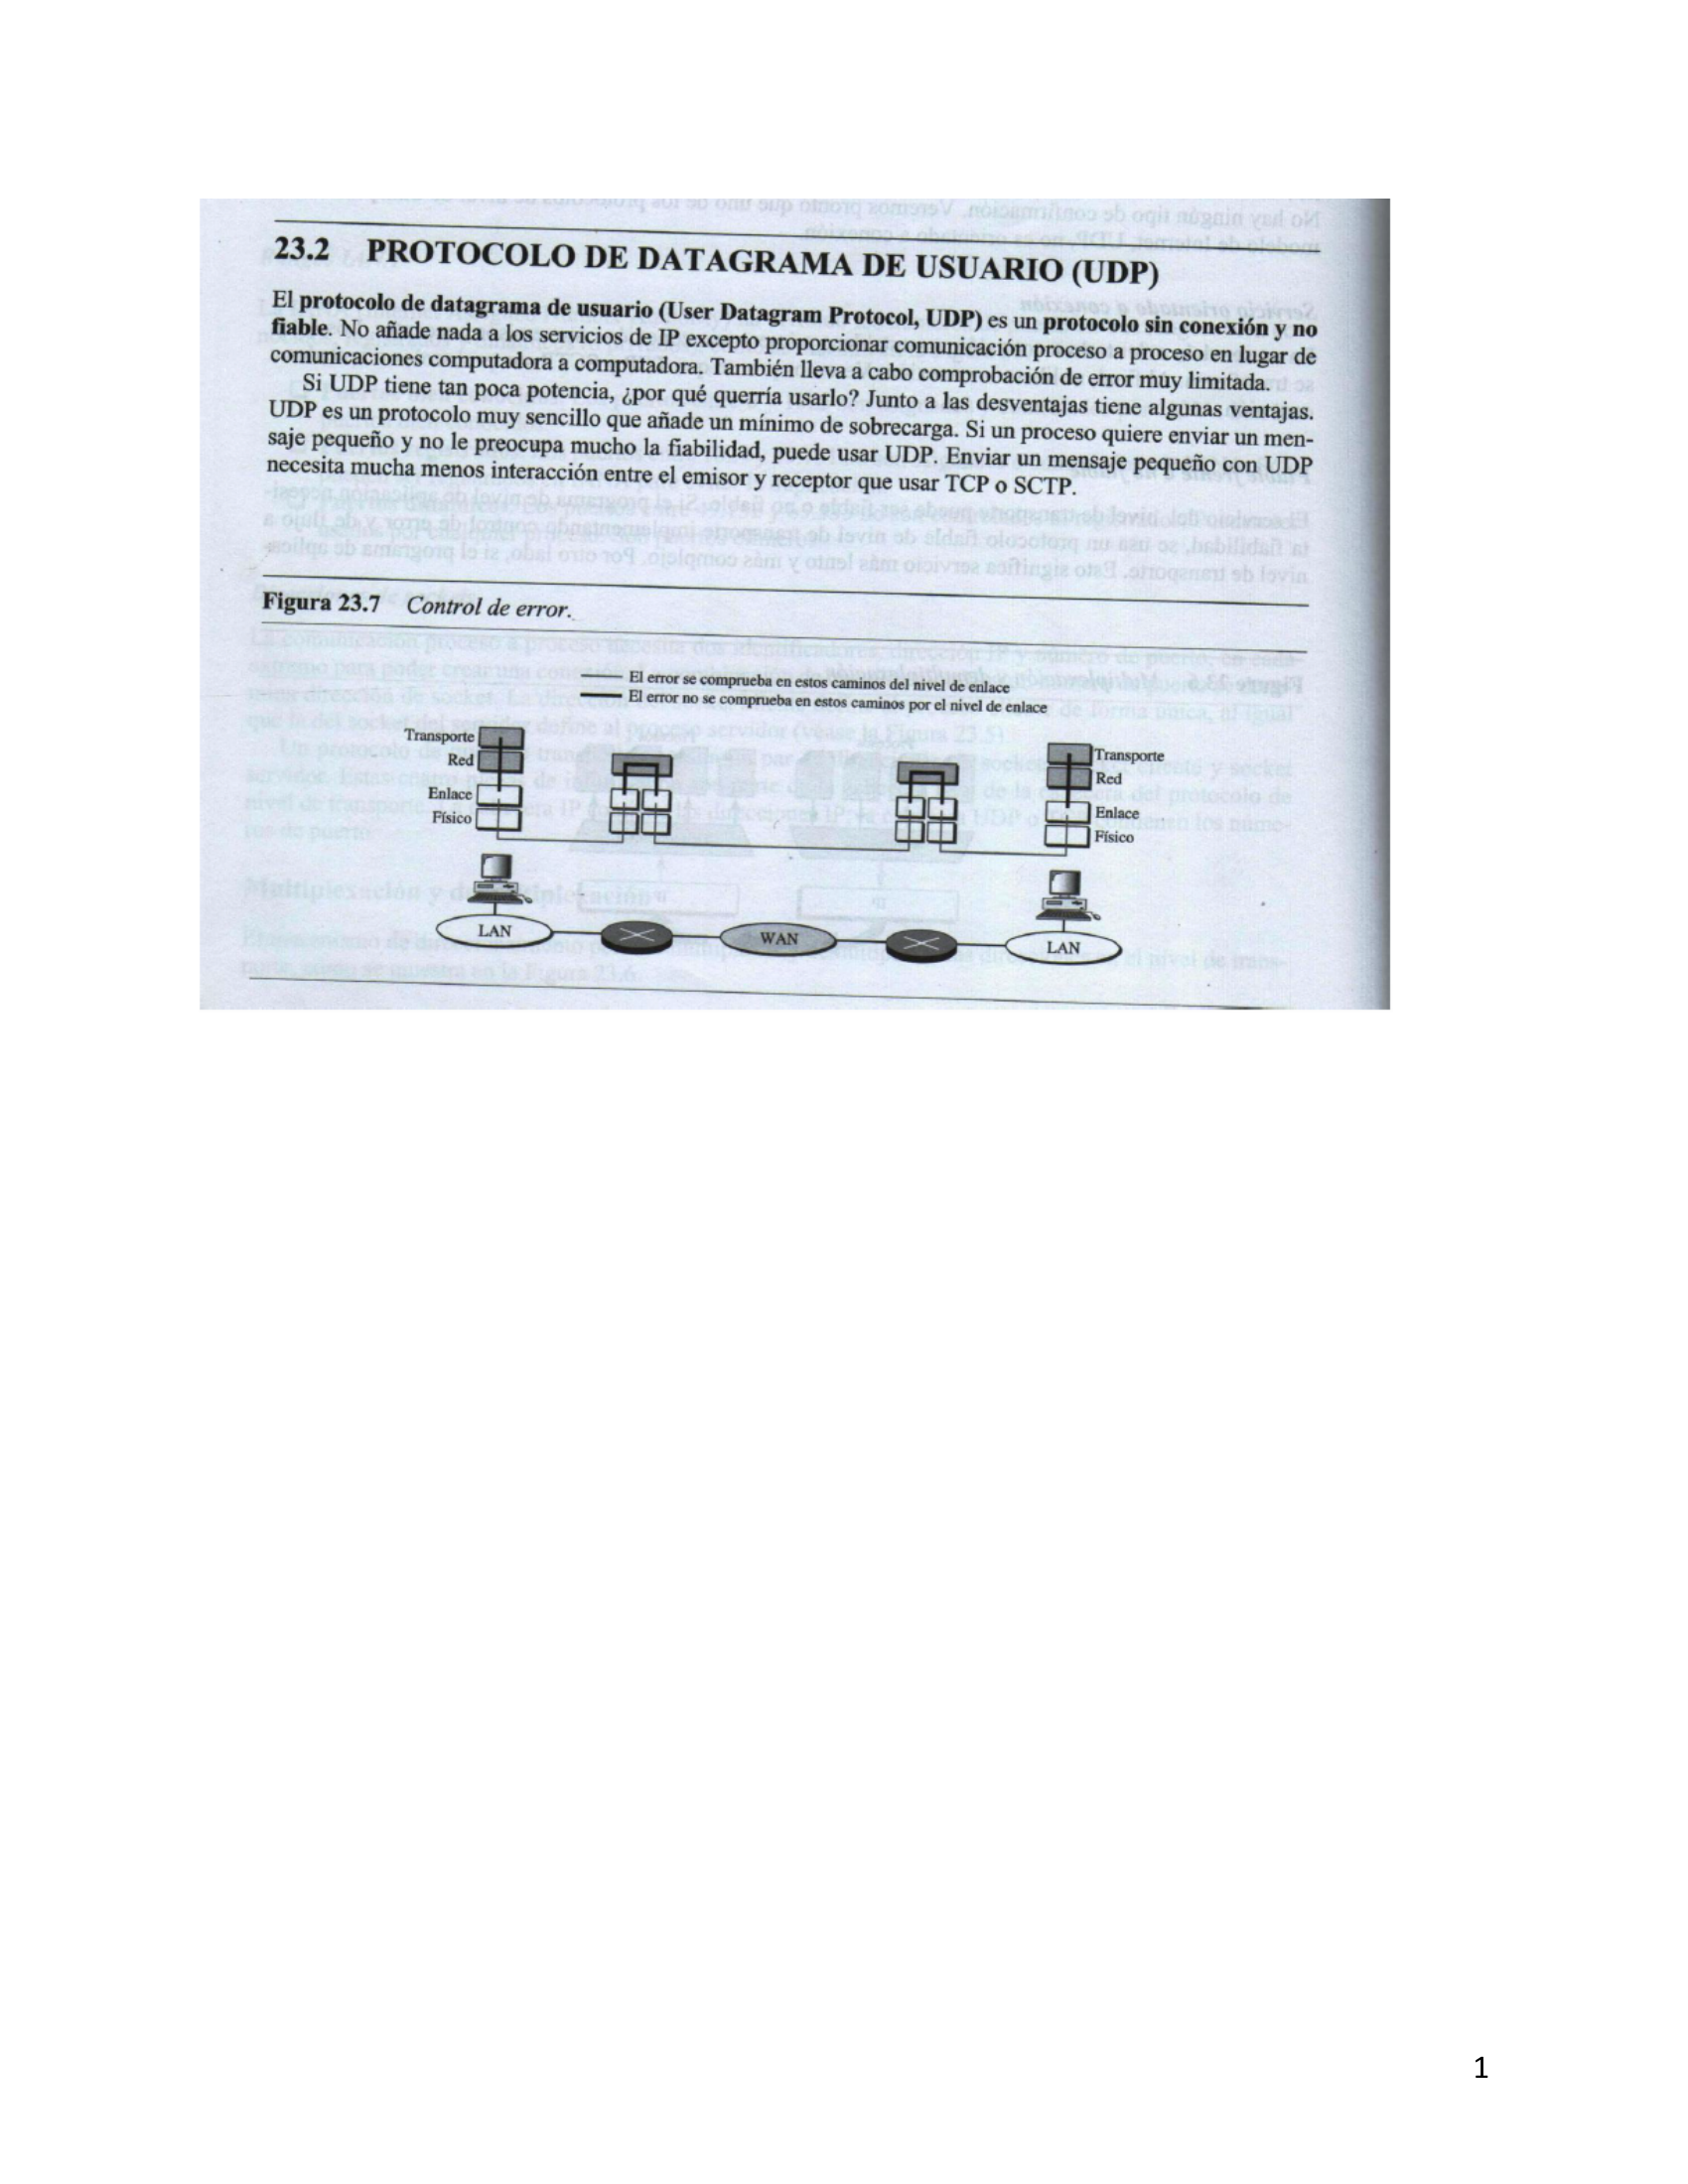 23.2 PROTOCOLO DE DATAGRAMA DE USUARIO (UDP)
El protocolo de datagrama de usuario (User Datagram Protocol, UDP) es un protocolo sin conexión y no
fiable. No añade nada a los servicios de IP excepto proporcionar comunicación proceso a proceso en lugar de
comunicaciones computadora a computadora. También lleva a cabo comprobación de error muy limitada.
Si UDP tiene tan poca potencia, ¿por qué querría usarlo? Junto a las desventajas tiene algunas ventajas.
UDP es un protocolo muy sencillo que añade un mínimo de sobrecarga. Si un proceso quiere enviar un men-
saje pequeño y no le preocupa mucho la fiabilidad, puede usar UDP. Enviar un mensaje pequeño con UDP
necesita mucha menos interacción entre el emisor y receptor que usar TCP o SCTP.
Figura 23.7 Control de error.
El error se comprueba en estos caminos del nivel de enlace
El error no se comprueba en estos caminos por el nivel de enlace
Transporte
Red
Enlace
Físico
Transporte
Red
Enlace
Físico
LAN
WAN
LAN
1